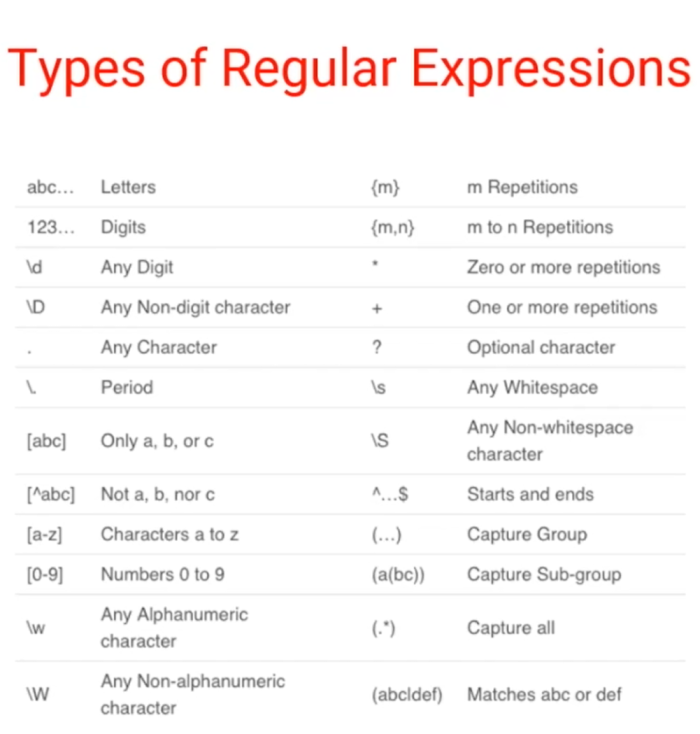 Types of Regular Expressions
abc... Letters {m} m Repetitions
123... Digits {m,n} m to n Repetitions
\d Any Digit * Zero or more repetitions
\D Any Non-digit character + One or more repetitions
. Any Character ? Optional character
\. Period \s Any Whitespace
[abc] Only a, b, or c \S Any Non-whitespace
character
[^abc] Not a, b, nor c ^...$ Starts and ends
[a-z] Characters a to z (...) Capture Group
[0-9] Numbers 0 to 9 (a(bc)) Capture Sub-group
\w Any Alphanumeric
character (.*) Capture all
\W Any Non-alphanumeric
character (abc|def) Matches abc or def